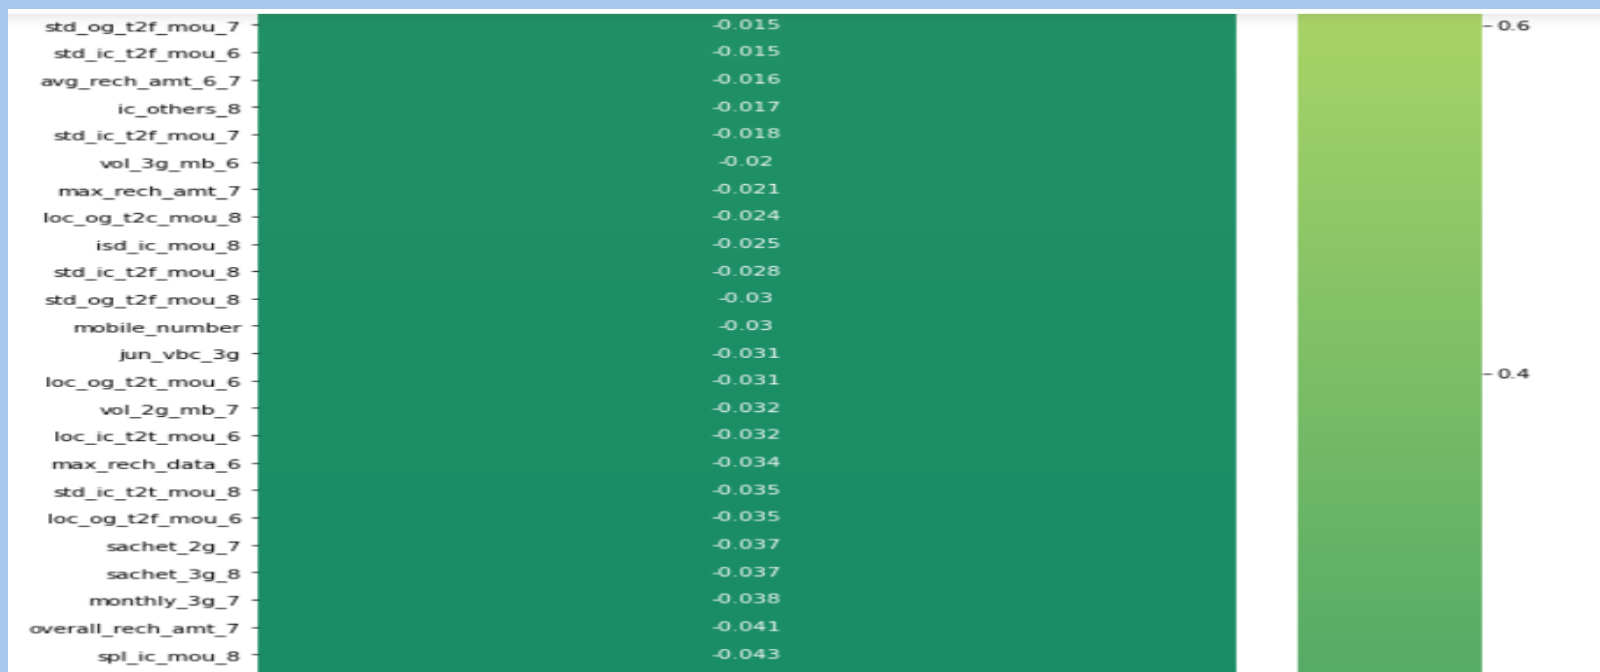 std_og_t2f_mou_7 -0.015
std_ic_t2f_mou_6 -0.015
avg_rech_amt_6_7 -0.016
ic_others_8 -0.017
std_ic_t2f_mou_7 -0.018
vol_3g_mb_6 -0.02
max_rech_amt_7 -0.021
loc_og_t2c_mou_8 -0.024
isd_ic_mou_8 -0.025
std_ic_t2f_mou_8 -0.028
std_og_t2f_mou_8 -0.03
mobile_number -0.03
jun_vbc_3g -0.031
loc_og_t2t_mou_6 -0.031
vol_2g_mb_7 -0.032
loc_ic_t2t_mou_6 -0.032
max_rech_data_6 -0.034
std_ic_t2t_mou_8 -0.035
loc_og_t2f_mou_6 -0.035
sachet_2g_7 -0.037
sachet_3g_8 -0.037
monthly_3g_7 -0.038
overall_rech_amt_7 -0.041
spl_ic_mou_8 -0.043
0.6
0.4